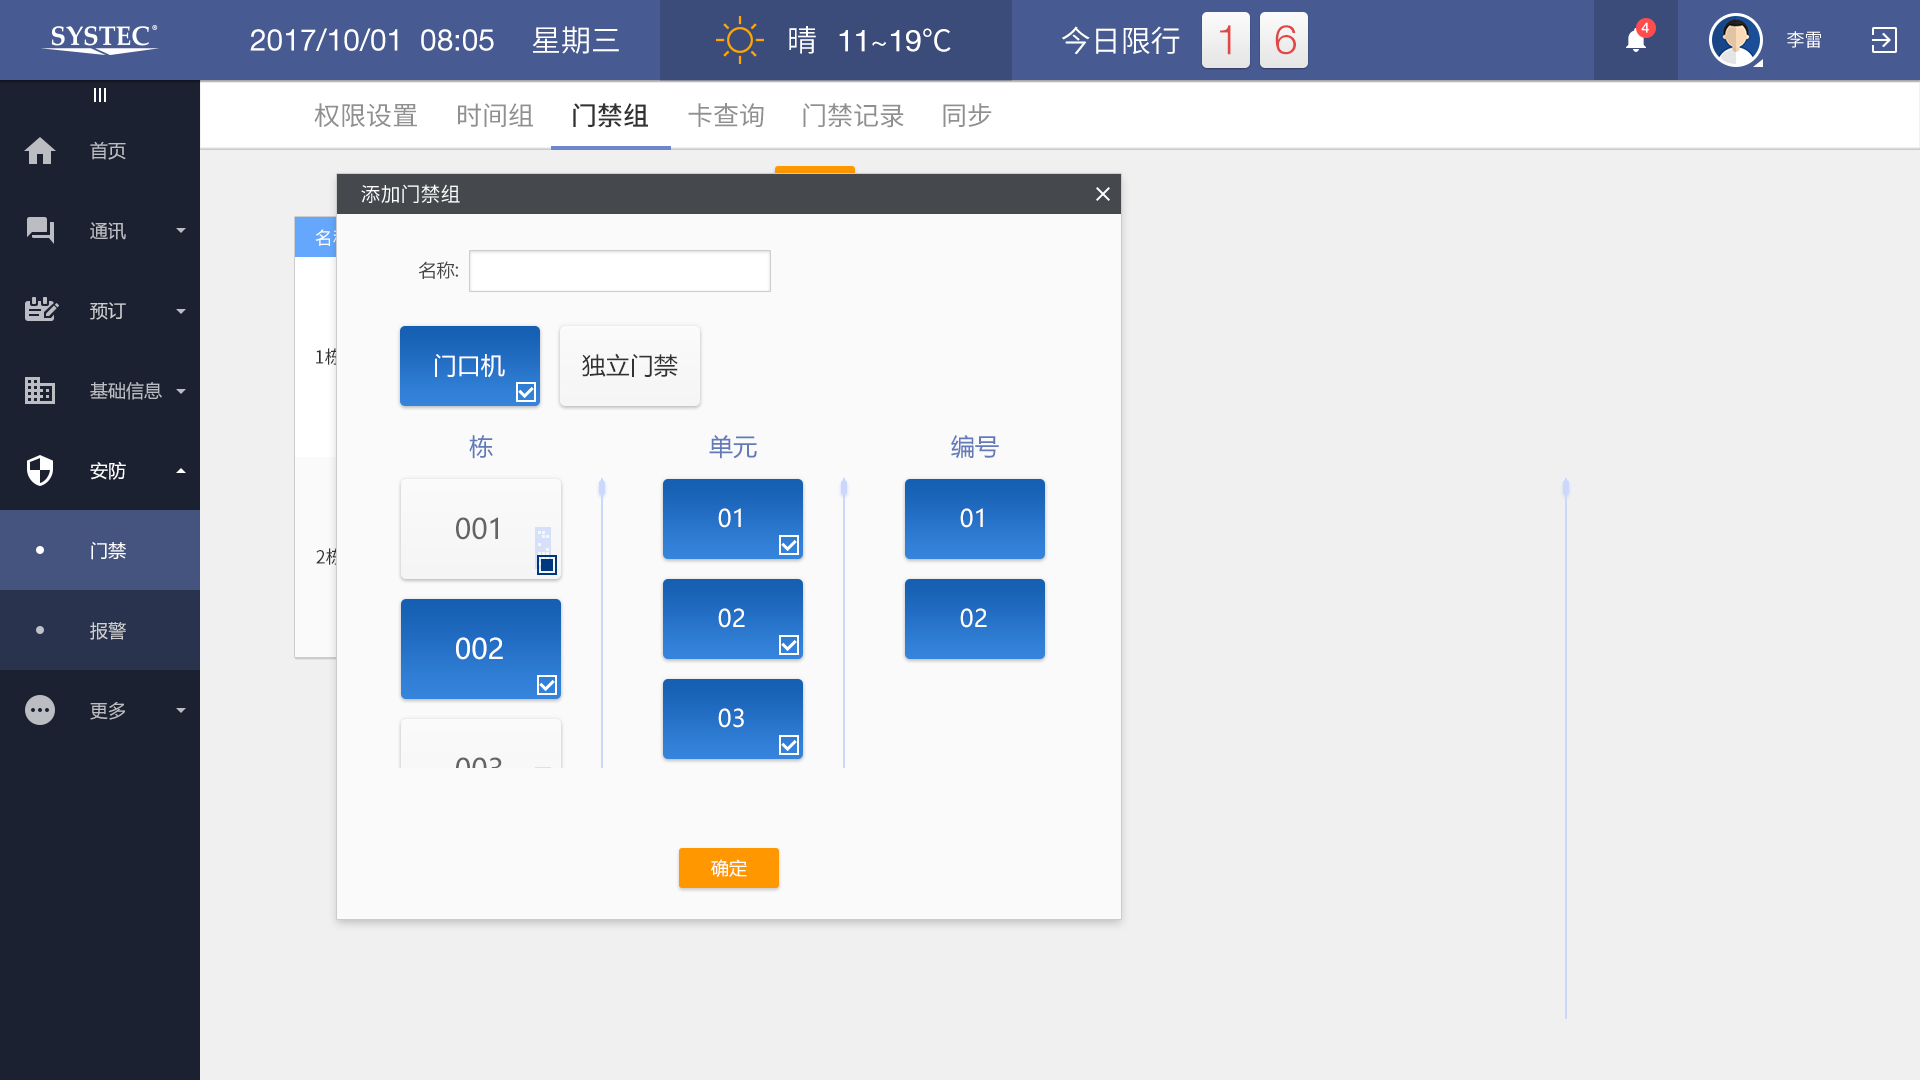 SYSTEC®
2017/10/01 08:05 星期三
晴 11~19℃
今日限行 1 6
4
李雷
首页
通讯
预订
基础信息
安防
门禁
报警
更多
权限设置 时间组 门禁组 卡查询 门禁记录 同步
名
1栋
2栋
添加门禁组
名称:
门口机 独立门禁
栋 单元 编号
001
002
003
01
02
03
01
02
确定